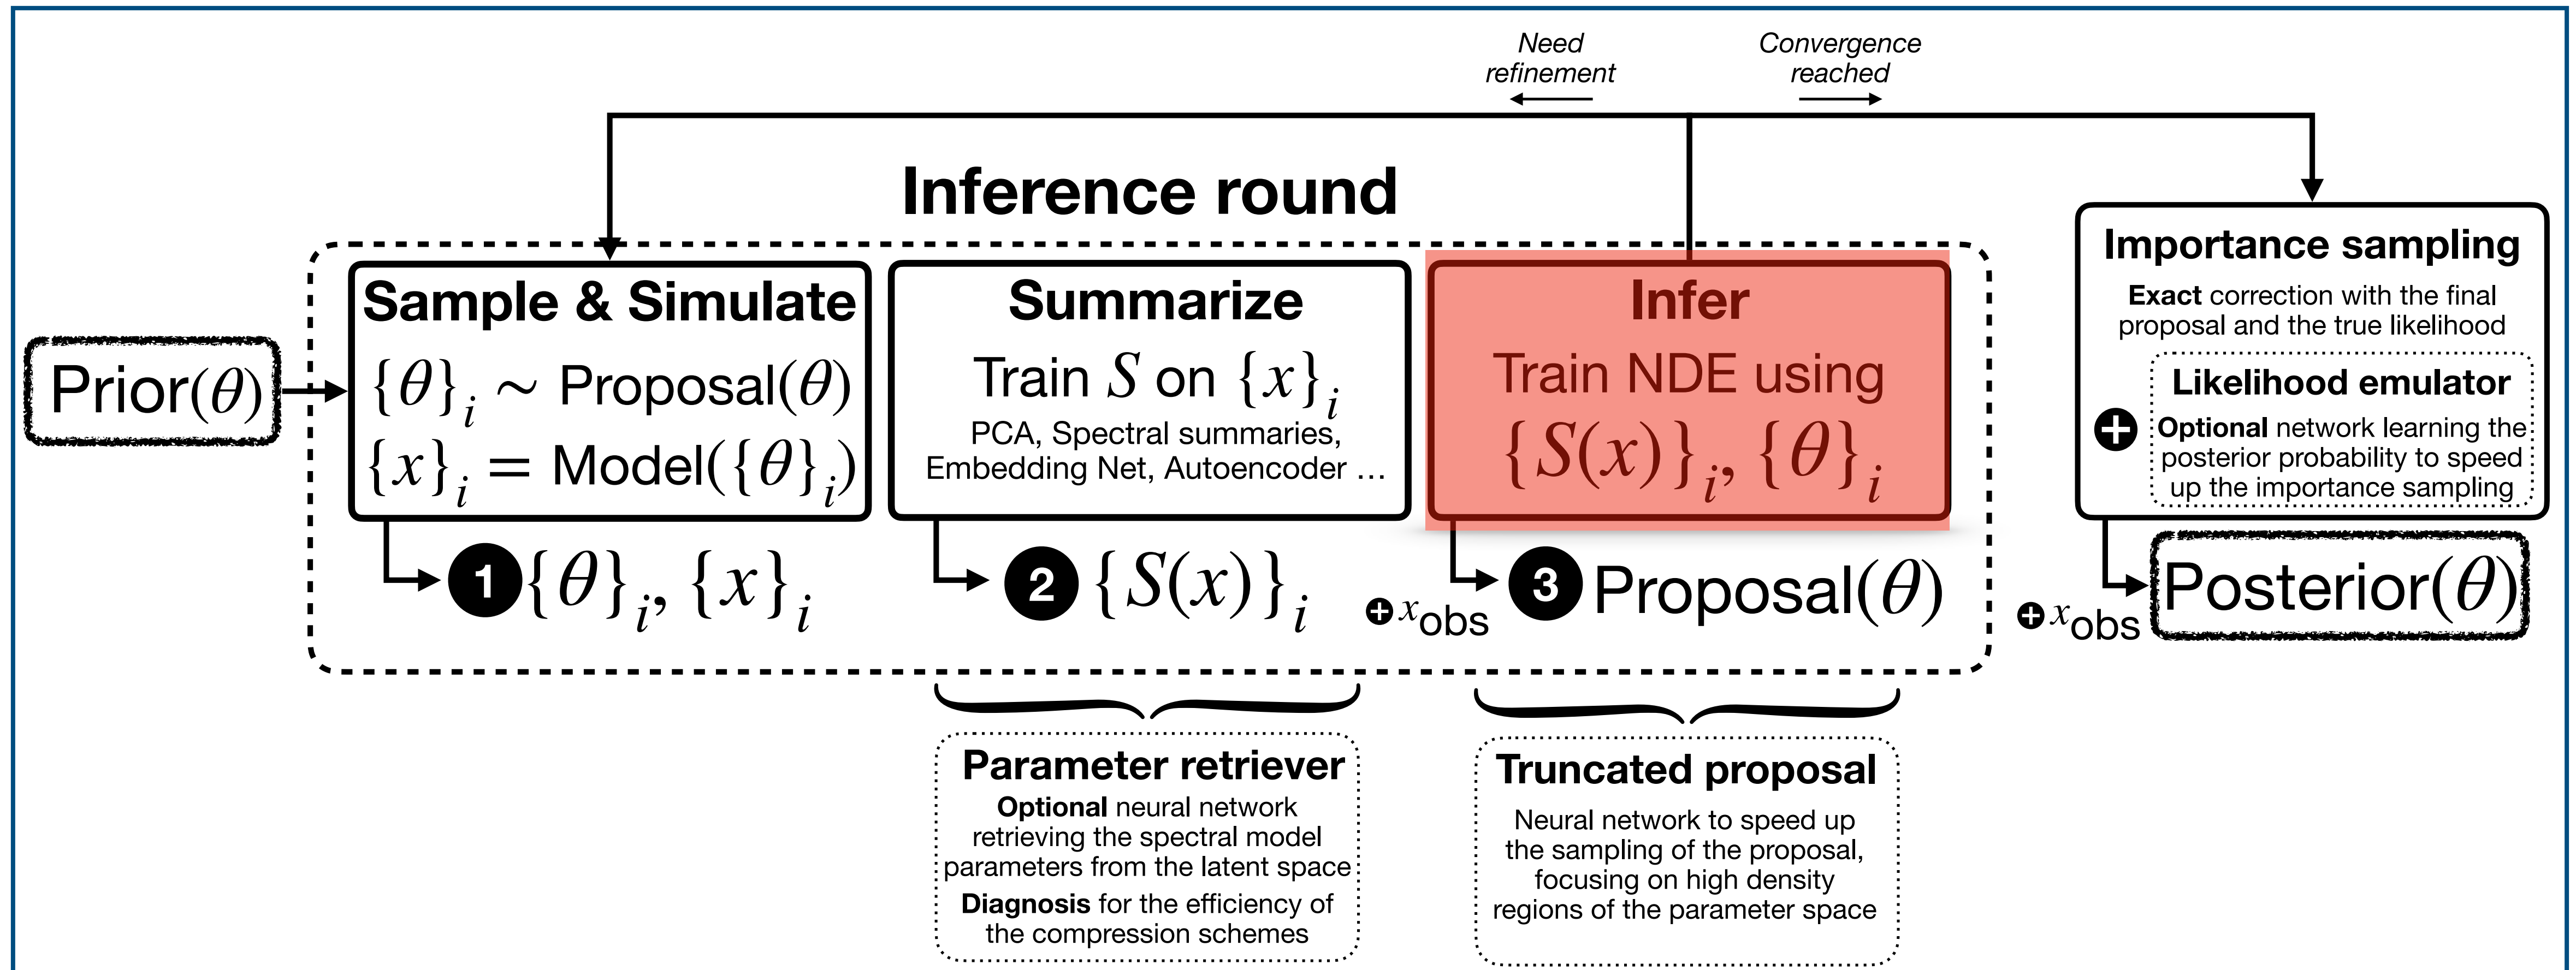 Need
refinement
Convergence
reached
Inference round
Prior(θ)
Sample & Simulate
{θ}ᵢ ∼ Proposal(θ)
{x}ᵢ = Model({θ}ᵢ)
1 {θ}ᵢ, {x}ᵢ
Summarize
Train S on {x}ᵢ
PCA, Spectral summaries,
Embedding Net, Autoencoder ...
2 {S(x)}ᵢ
Infer
Train NDE using
{S(x)}ᵢ, {θ}ᵢ
+ x_obs
3 Proposal(θ)
Importance sampling
Exact correction with the final
proposal and the true likelihood
+
Likelihood emulator
Optional network learning the
posterior probability to speed
up the importance sampling
+ x_obs
Posterior(θ)
Parameter retriever
Optional neural network
retrieving the spectral model
parameters from the latent space
Diagnosis for the efficiency of
the compression schemes
Truncated proposal
Neural network to speed up
the sampling of the proposal,
focusing on high density
regions of the parameter space